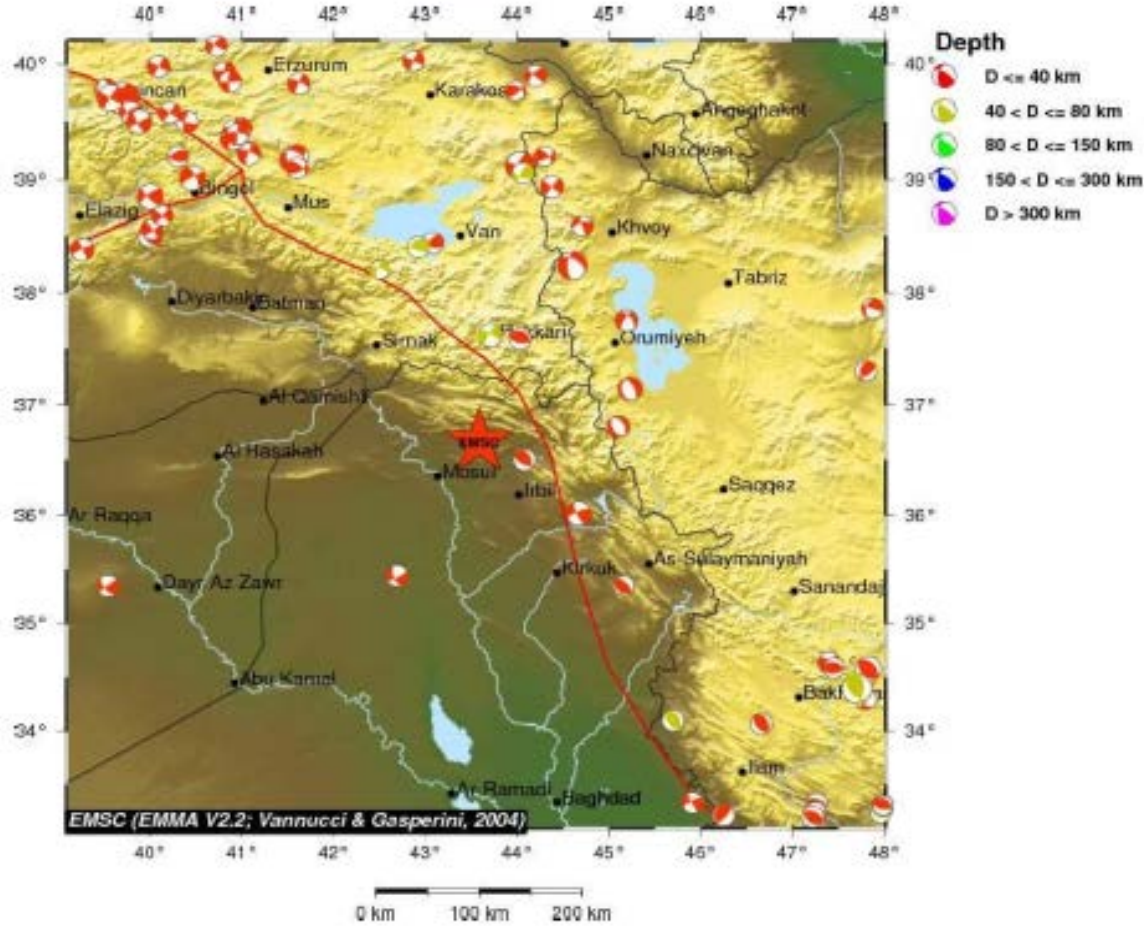 40° 41° 42° 43° 44° 45° 46° 47° 48°
Depth
D <= 40 km
40 < D <= 80 km
80 < D <= 150 km
150 < D <= 300 km
D > 300 km
40° Erzurum 40°
Karakos
Angeghakot
Naxcivan
39° Bingol 39°
Elazig Mus
Van Khvoy
Tabriz
38° 38°
Diyarbakir Batman
Sirnak Hakkari Orumiyeh
37° Al Qamishli 37°
EMSC
Al Hasakah Mosul
Irbil Saqqez
36° Ar Raqqa 36°
As Sulaymaniyah
Kirkuk
Dayr Az Zawr Sanandaj
35° 35°
Abu Kamal
34° 34°
Ilam
Ar Ramadi Baghdad
EMSC (EMMA V2.2; Vannucci & Gasperini, 2004)
40° 41° 42° 43° 44° 45° 46° 47° 48°
0 km 100 km 200 km